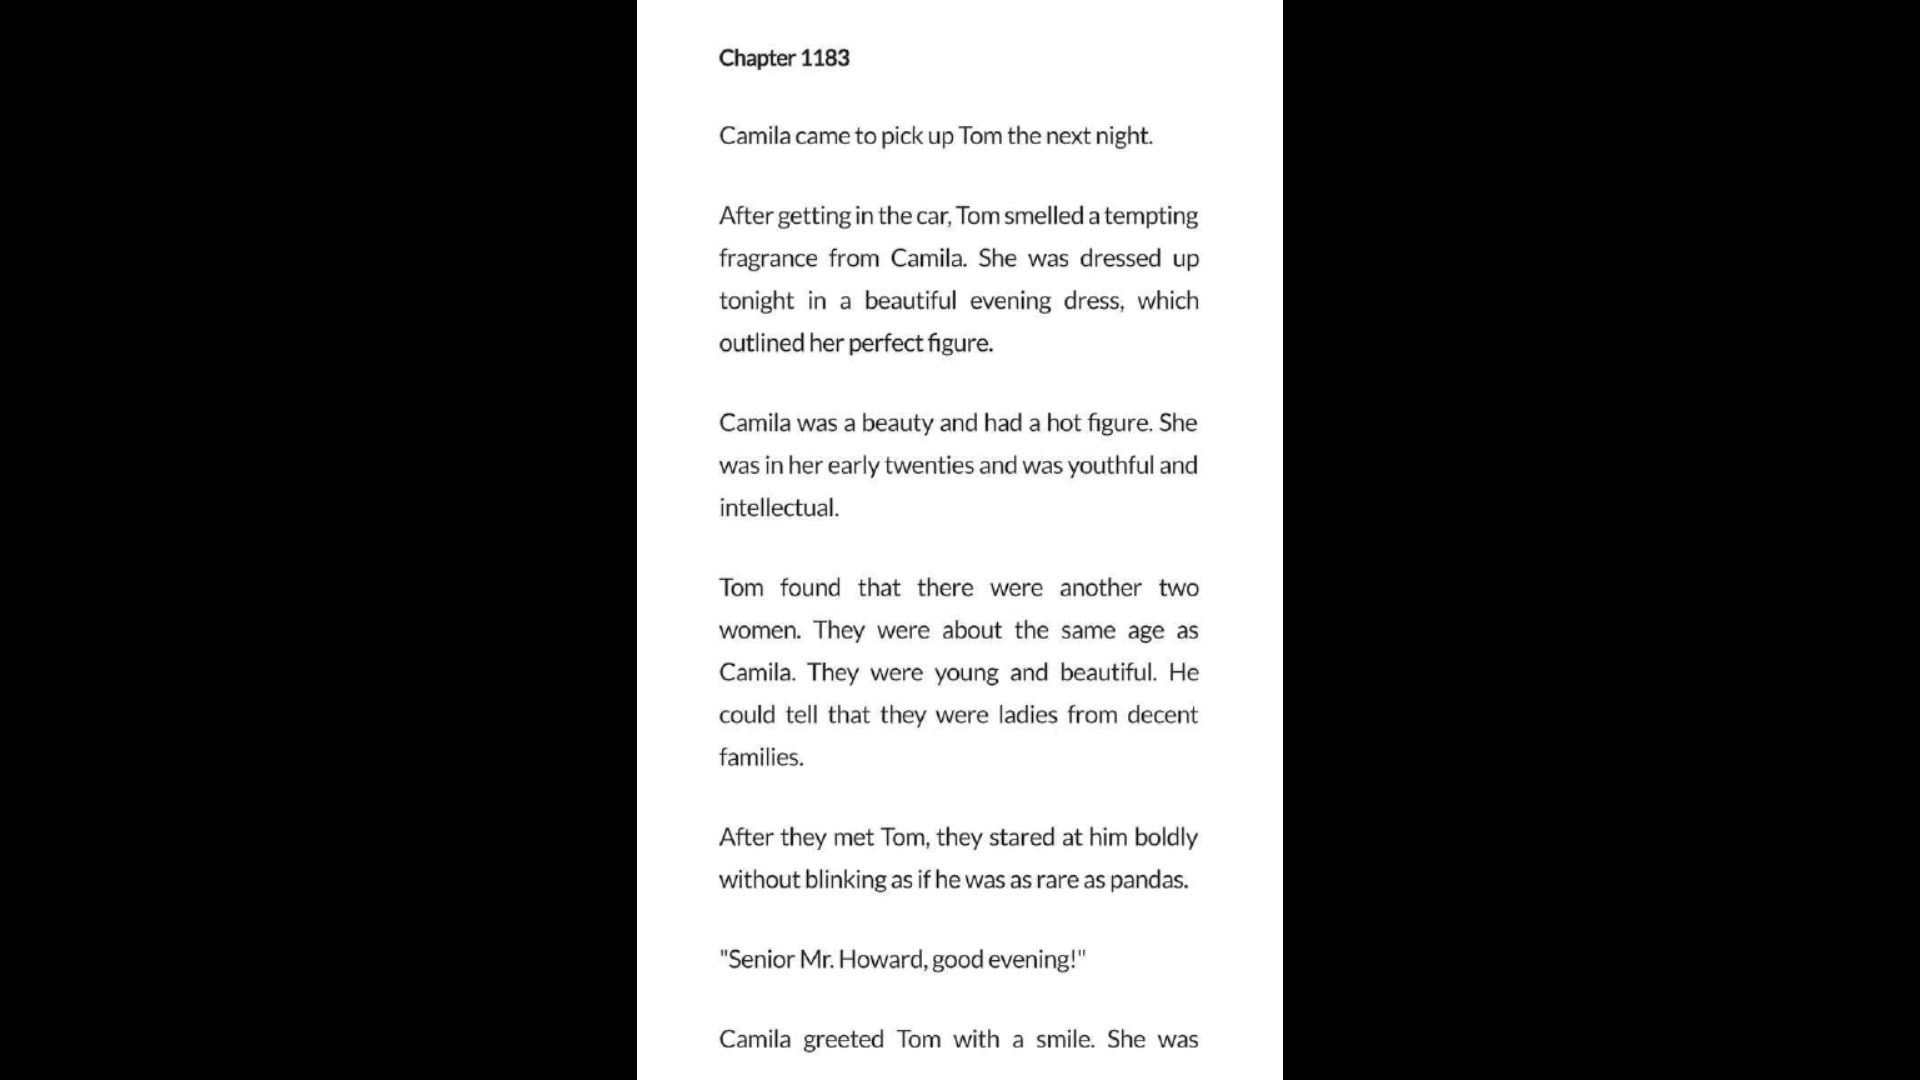 Chapter 1183
Camila came to pick up Tom the next night.
After getting in the car, Tom smelled a tempting
fragrance from Camila. She was dressed up
tonight in a beautiful evening dress, which
outlined her perfect figure.
Camila was a beauty and had a hot figure. She
was in her early twenties and was youthful and
intellectual.
Tom found that there were another two
women. They were about the same age as
Camila. They were young and beautiful. He
could tell that they were ladies from decent
families.
After they met Tom, they stared at him boldly
without blinking as if he was as rare as pandas.
"Senior Mr. Howard, good evening!"
Camila greeted Tom with a smile. She was